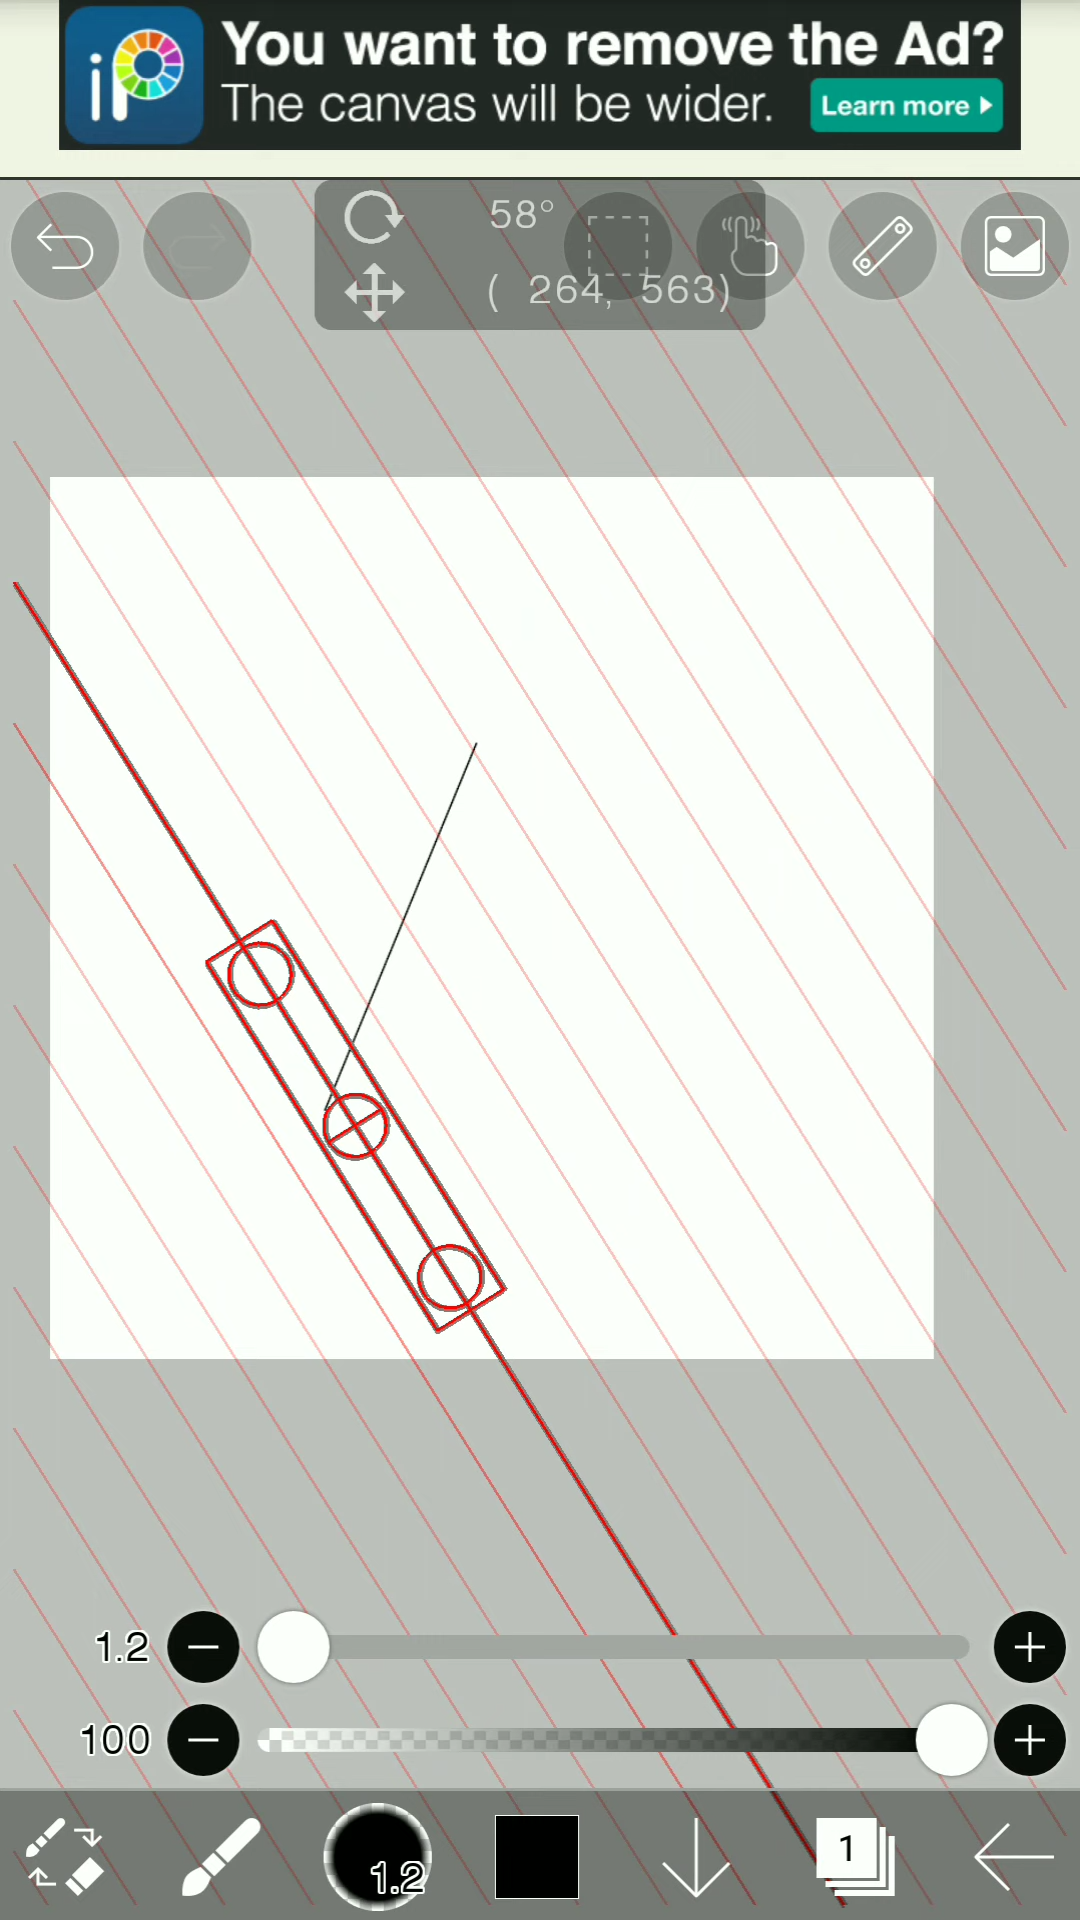 iP
You want to remove the Ad?
The canvas will be wider.
Learn more
58°
( 264, 563)
1.2
100
1.2
1